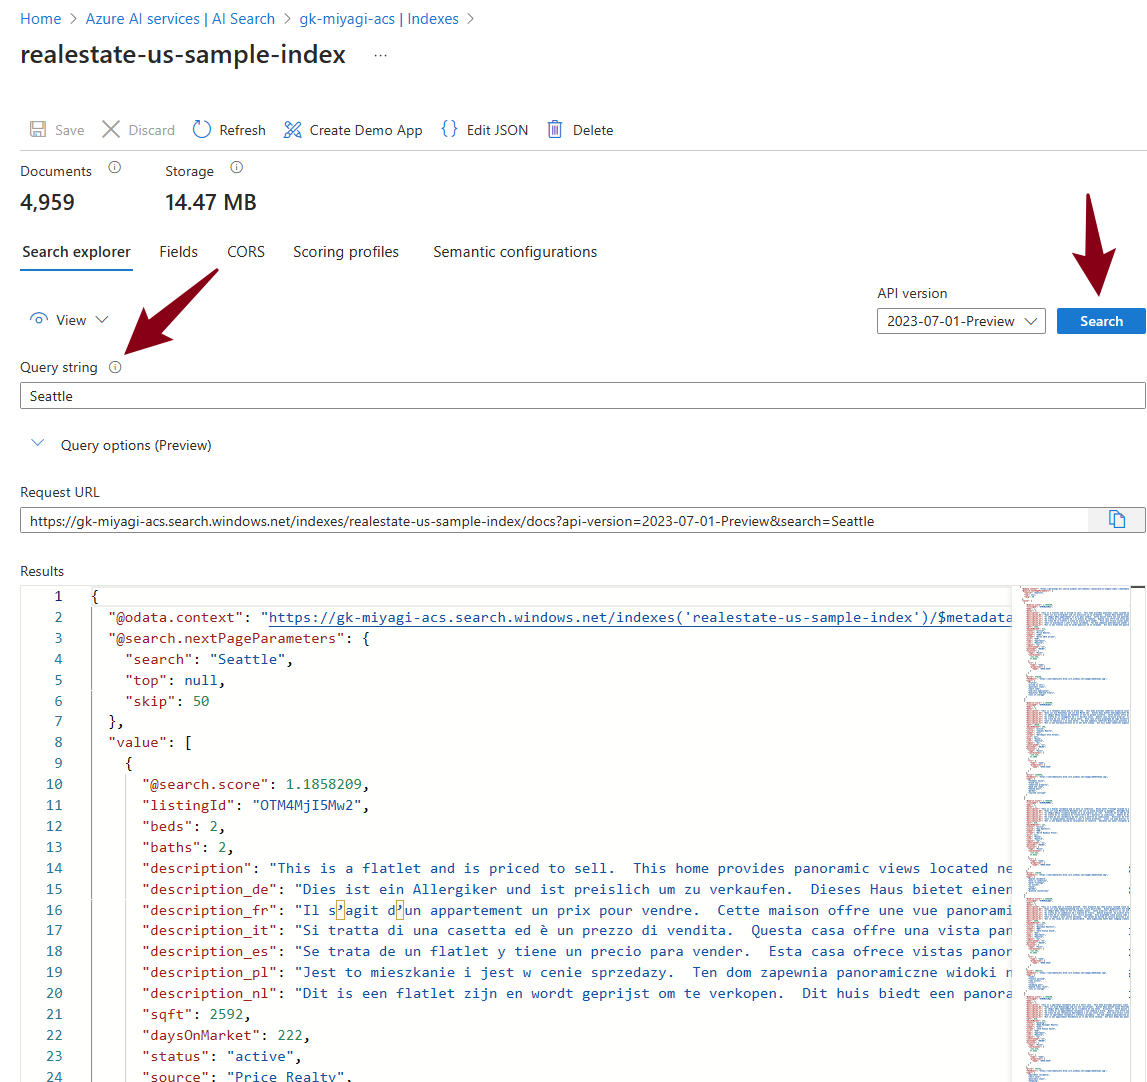 Home > Azure AI services | AI Search > gk-miyagi-acs | Indexes >
realestate-us-sample-index ...
Save Discard Refresh Create Demo App {} Edit JSON Delete
Documents Storage
4,959 14.47 MB
Search explorer Fields CORS Scoring profiles Semantic configurations
API version
View 2023-07-01-Preview Search
Query string
Seattle
Query options (Preview)
Request URL
https://gk-miyagi-acs.search.windows.net/indexes/realestate-us-sample-index/docs?api-version=2023-07-01-Preview&search=Seattle
Results
1 {
2 "@odata.context": "https://gk-miyagi-acs.search.windows.net/indexes('realestate-us-sample-index')/$metadata
3 "@search.nextPageParameters": {
4 "search": "Seattle",
5 "top": null,
6 "skip": 50
7 },
8 "value": [
9 {
10 "@search.score": 1.1858209,
11 "listingId": "OTM4MjI5Mw2",
12 "beds": 2,
13 "baths": 2,
14 "description": "This is a flatlet and is priced to sell.  This home provides panoramic views located ne
15 "description_de": "Dies ist ein Allergiker und ist preislich um zu verkaufen.  Dieses Haus bietet einen
16 "description_fr": "Il s’agit d’un appartement un prix pour vendre.  Cette maison offre une vue panorami
17 "description_it": "Si tratta di una casetta ed è un prezzo di vendita.  Questa casa offre una vista pan
18 "description_es": "Se trata de un flatlet y tiene un precio para vender.  Esta casa ofrece vistas panor
19 "description_pl": "Jest to mieszkanie i jest w cenie sprzedazy.  Ten dom zapewnia panoramiczne widoki n
20 "description_nl": "Dit is een flatlet zijn en wordt geprijst om te verkopen.  Dit huis biedt een panora
21 "sqft": 2592,
22 "daysOnMarket": 222,
23 "status": "active",
24 "source": "Price Realty",